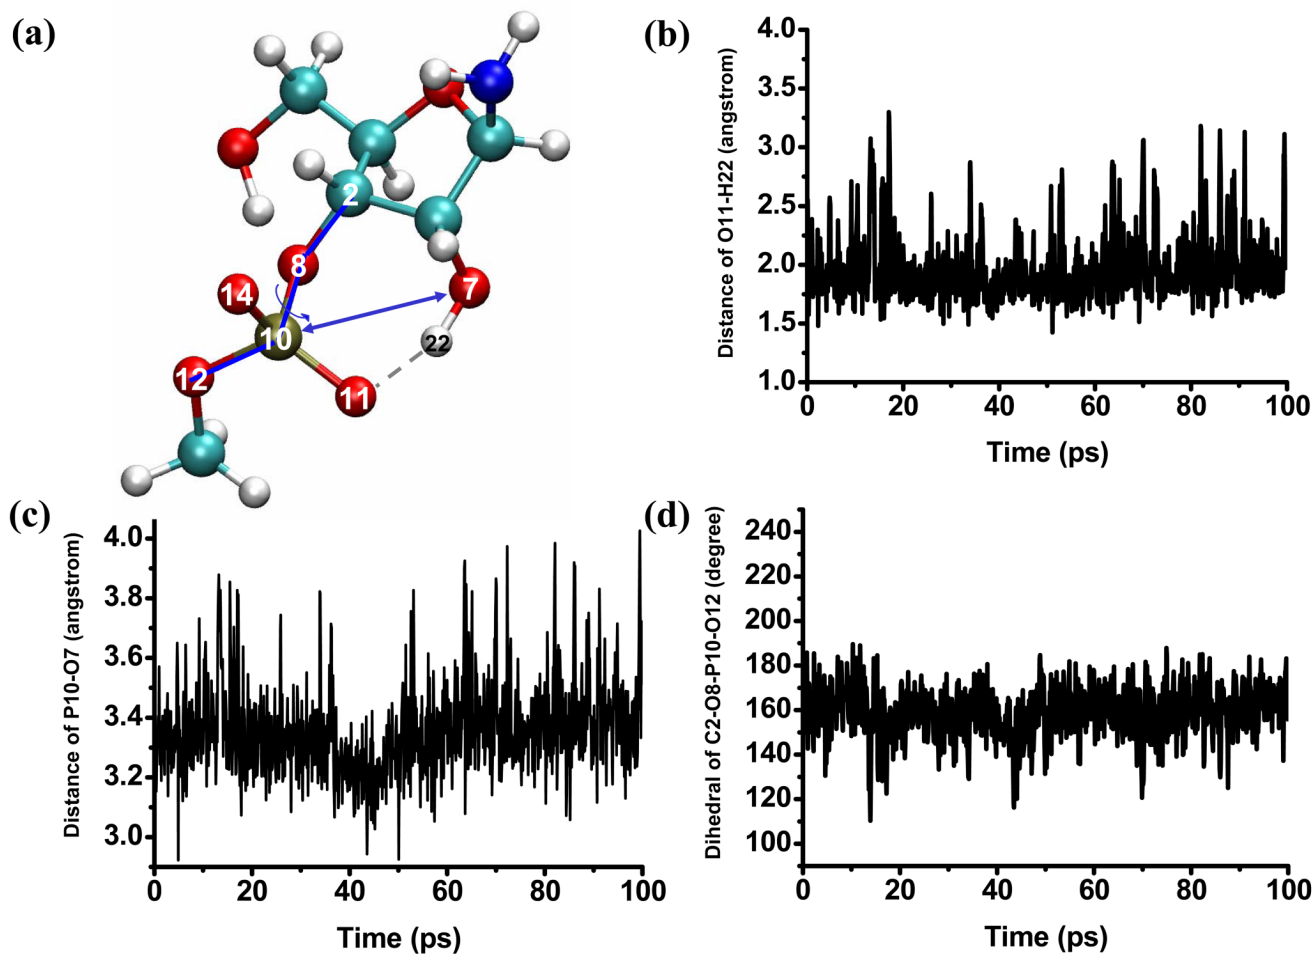 (a)
2
8
14
7
10
22
12
11
(b)
Distance of O11-H22 (angstrom)
4.0
3.5
3.0
2.5
2.0
1.5
1.0
0 20 40 60 80 100
Time (ps)
(c)
Distance of P10-O7 (angstrom)
4.0
3.8
3.6
3.4
3.2
3.0
0 20 40 60 80 100
Time (ps)
(d)
Dihedral of C2-O8-P10-O12 (degree)
240
220
200
180
160
140
120
100
0 20 40 60 80 100
Time (ps)